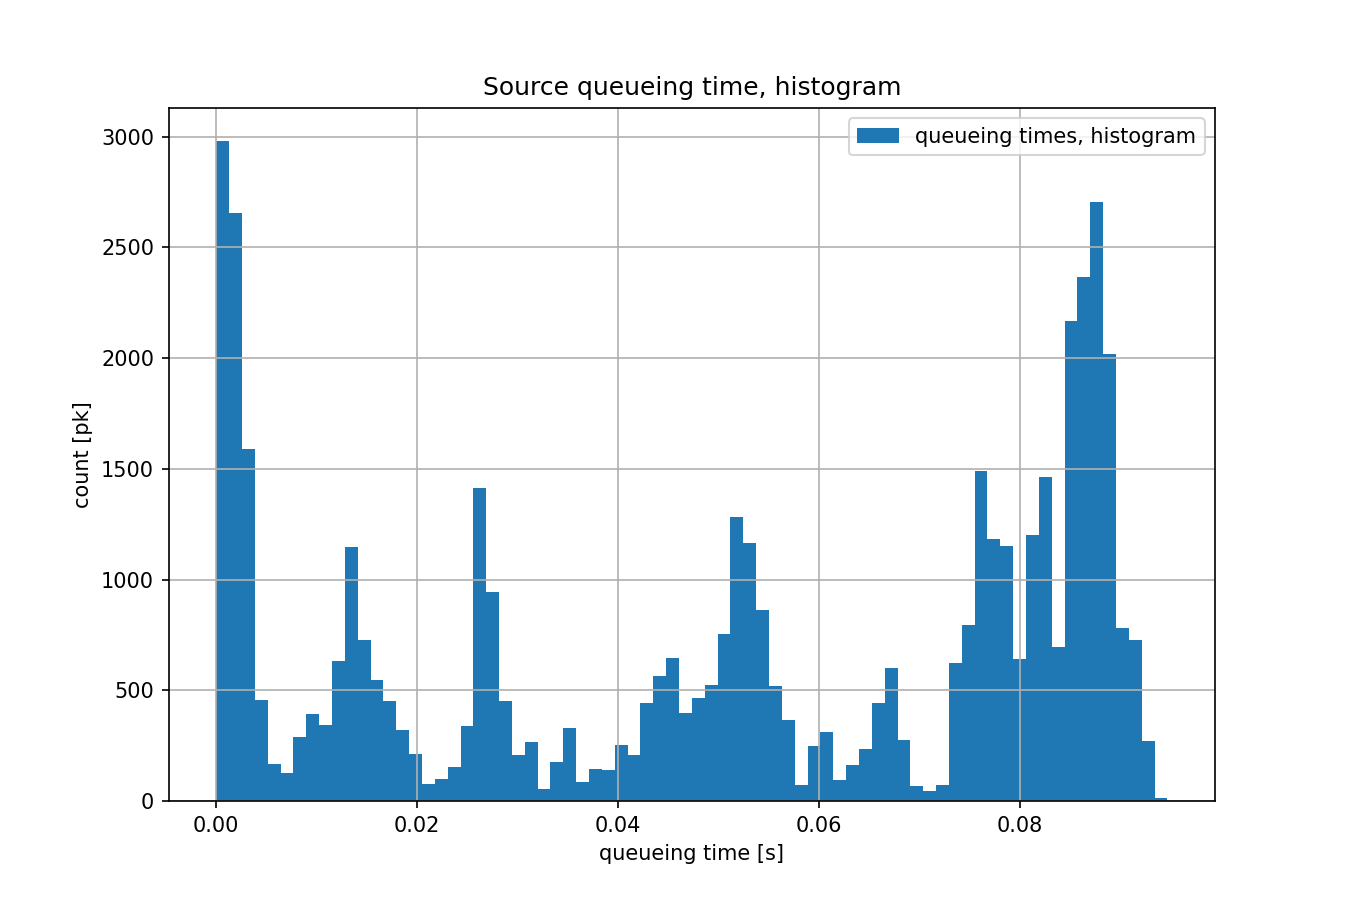 Source queueing time, histogram
queueing times, histogram
3000
2500
2000
1500
1000
500
0
count [pk]
0.00 0.02 0.04 0.06 0.08
queueing time [s]